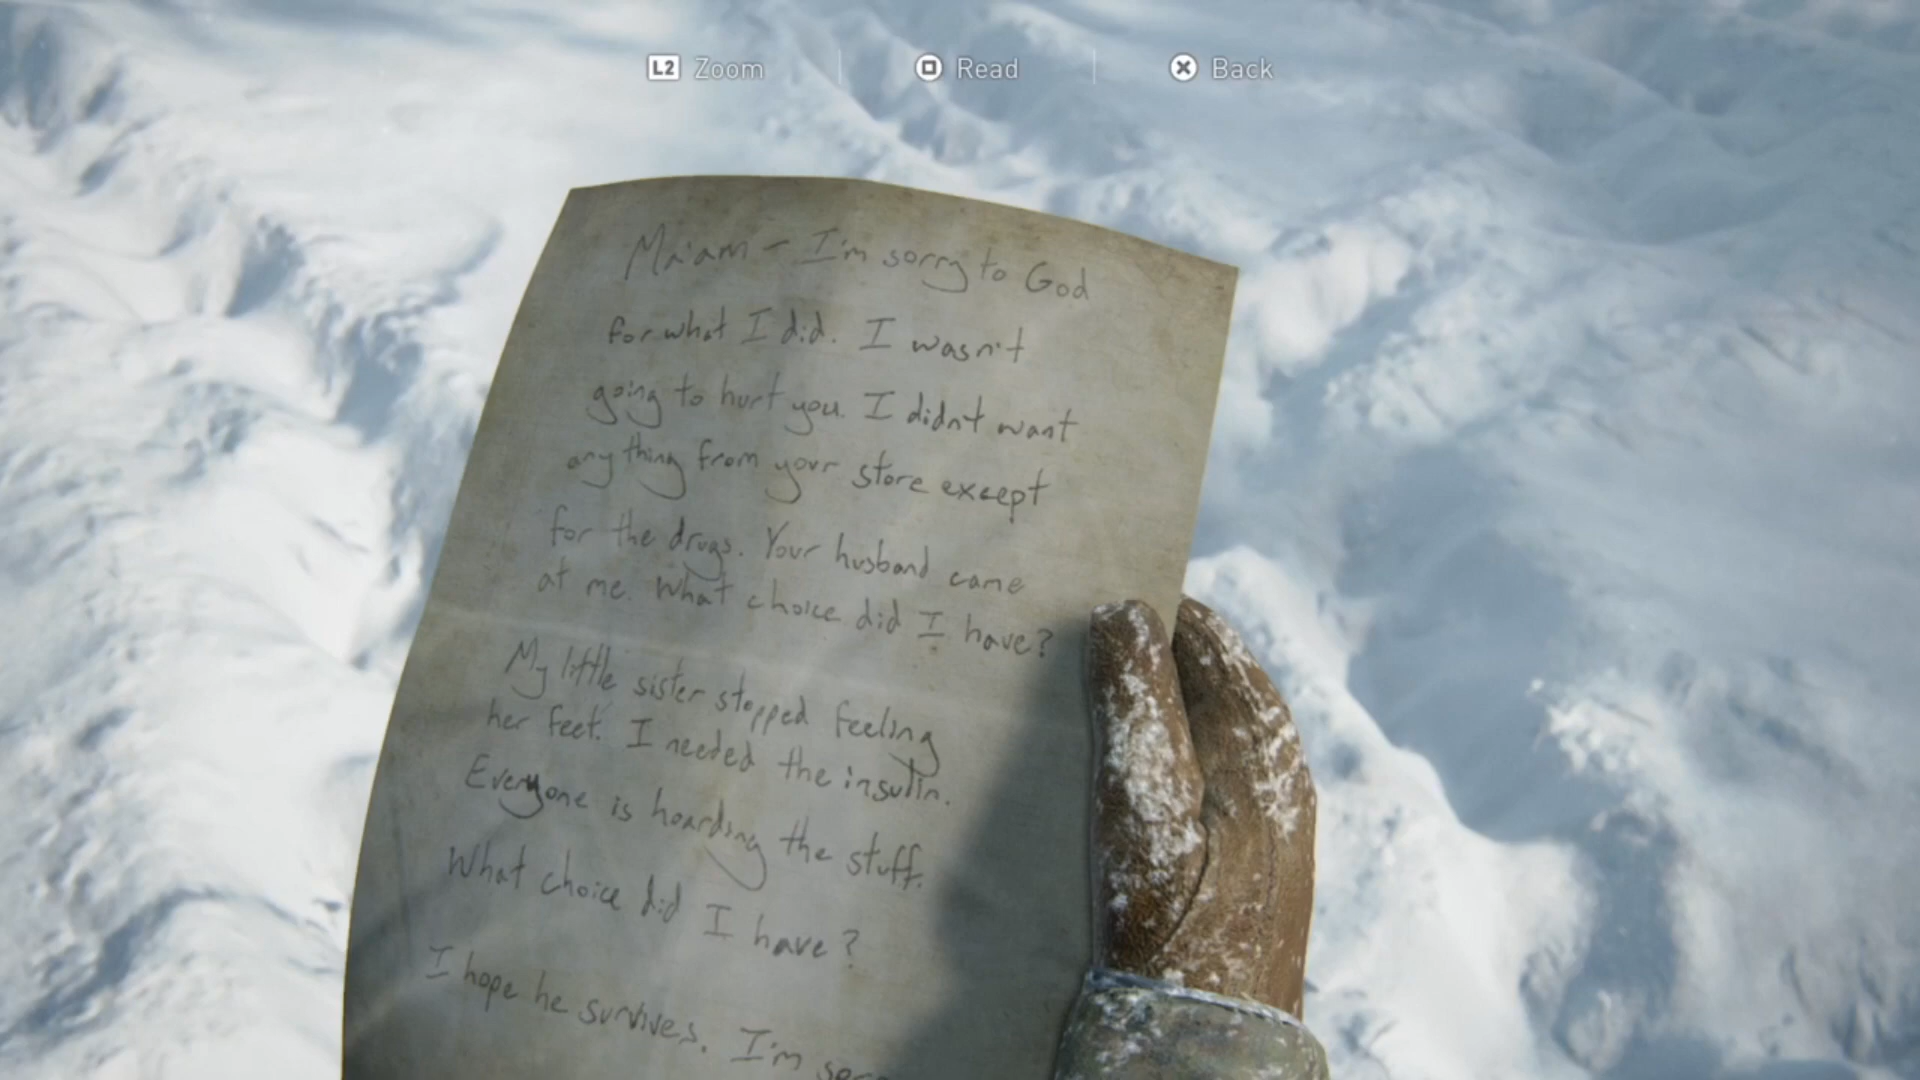 L2 Zoom Read Back
Ma'am - I'm sorry to God
for what I did. I wasn't
going to hurt you. I didn't want
anything from your store except
for the drugs. Your husband came
at me. What choice did I have?
My little sister stopped feeling
her feet. I needed the insulin.
Everyone is hoarding the stuff.
What choice did I have?
I hope he survives. I'm